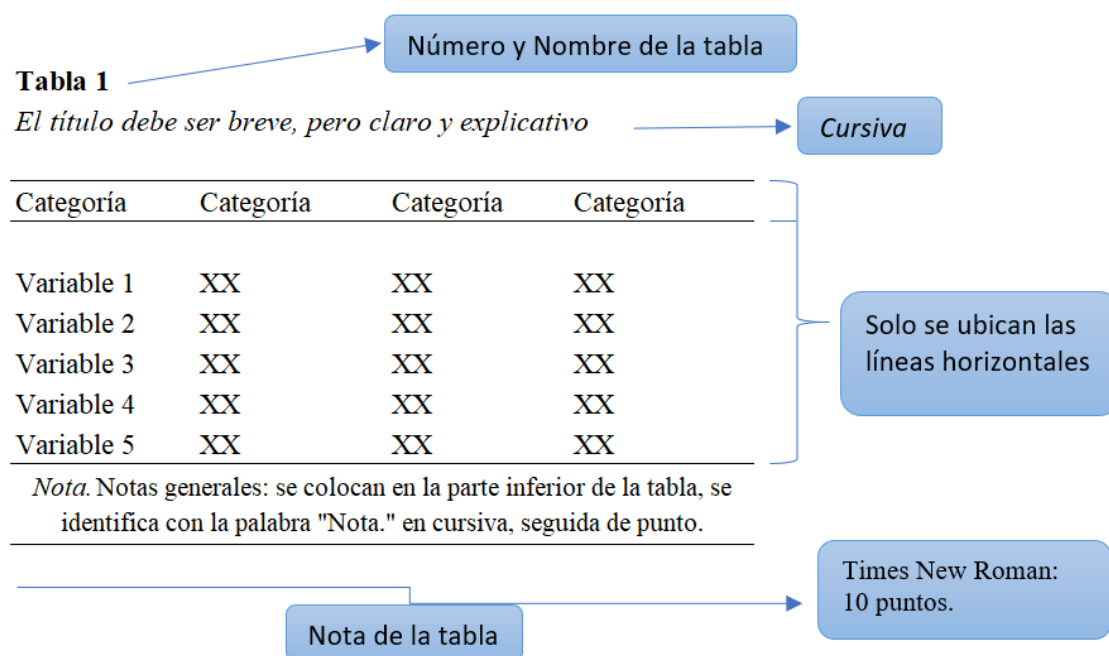 Número y Nombre de la tabla
Tabla 1
El título debe ser breve, pero claro y explicativo
Cursiva
Categoría Categoría Categoría Categoría
Variable 1 XX XX XX
Variable 2 XX XX XX
Variable 3 XX XX XX
Variable 4 XX XX XX
Variable 5 XX XX XX
Solo se ubican las
líneas horizontales
Nota. Notas generales: se colocan en la parte inferior de la tabla, se
identifica con la palabra "Nota." en cursiva, seguida de punto.
Times New Roman:
10 puntos.
Nota de la tabla